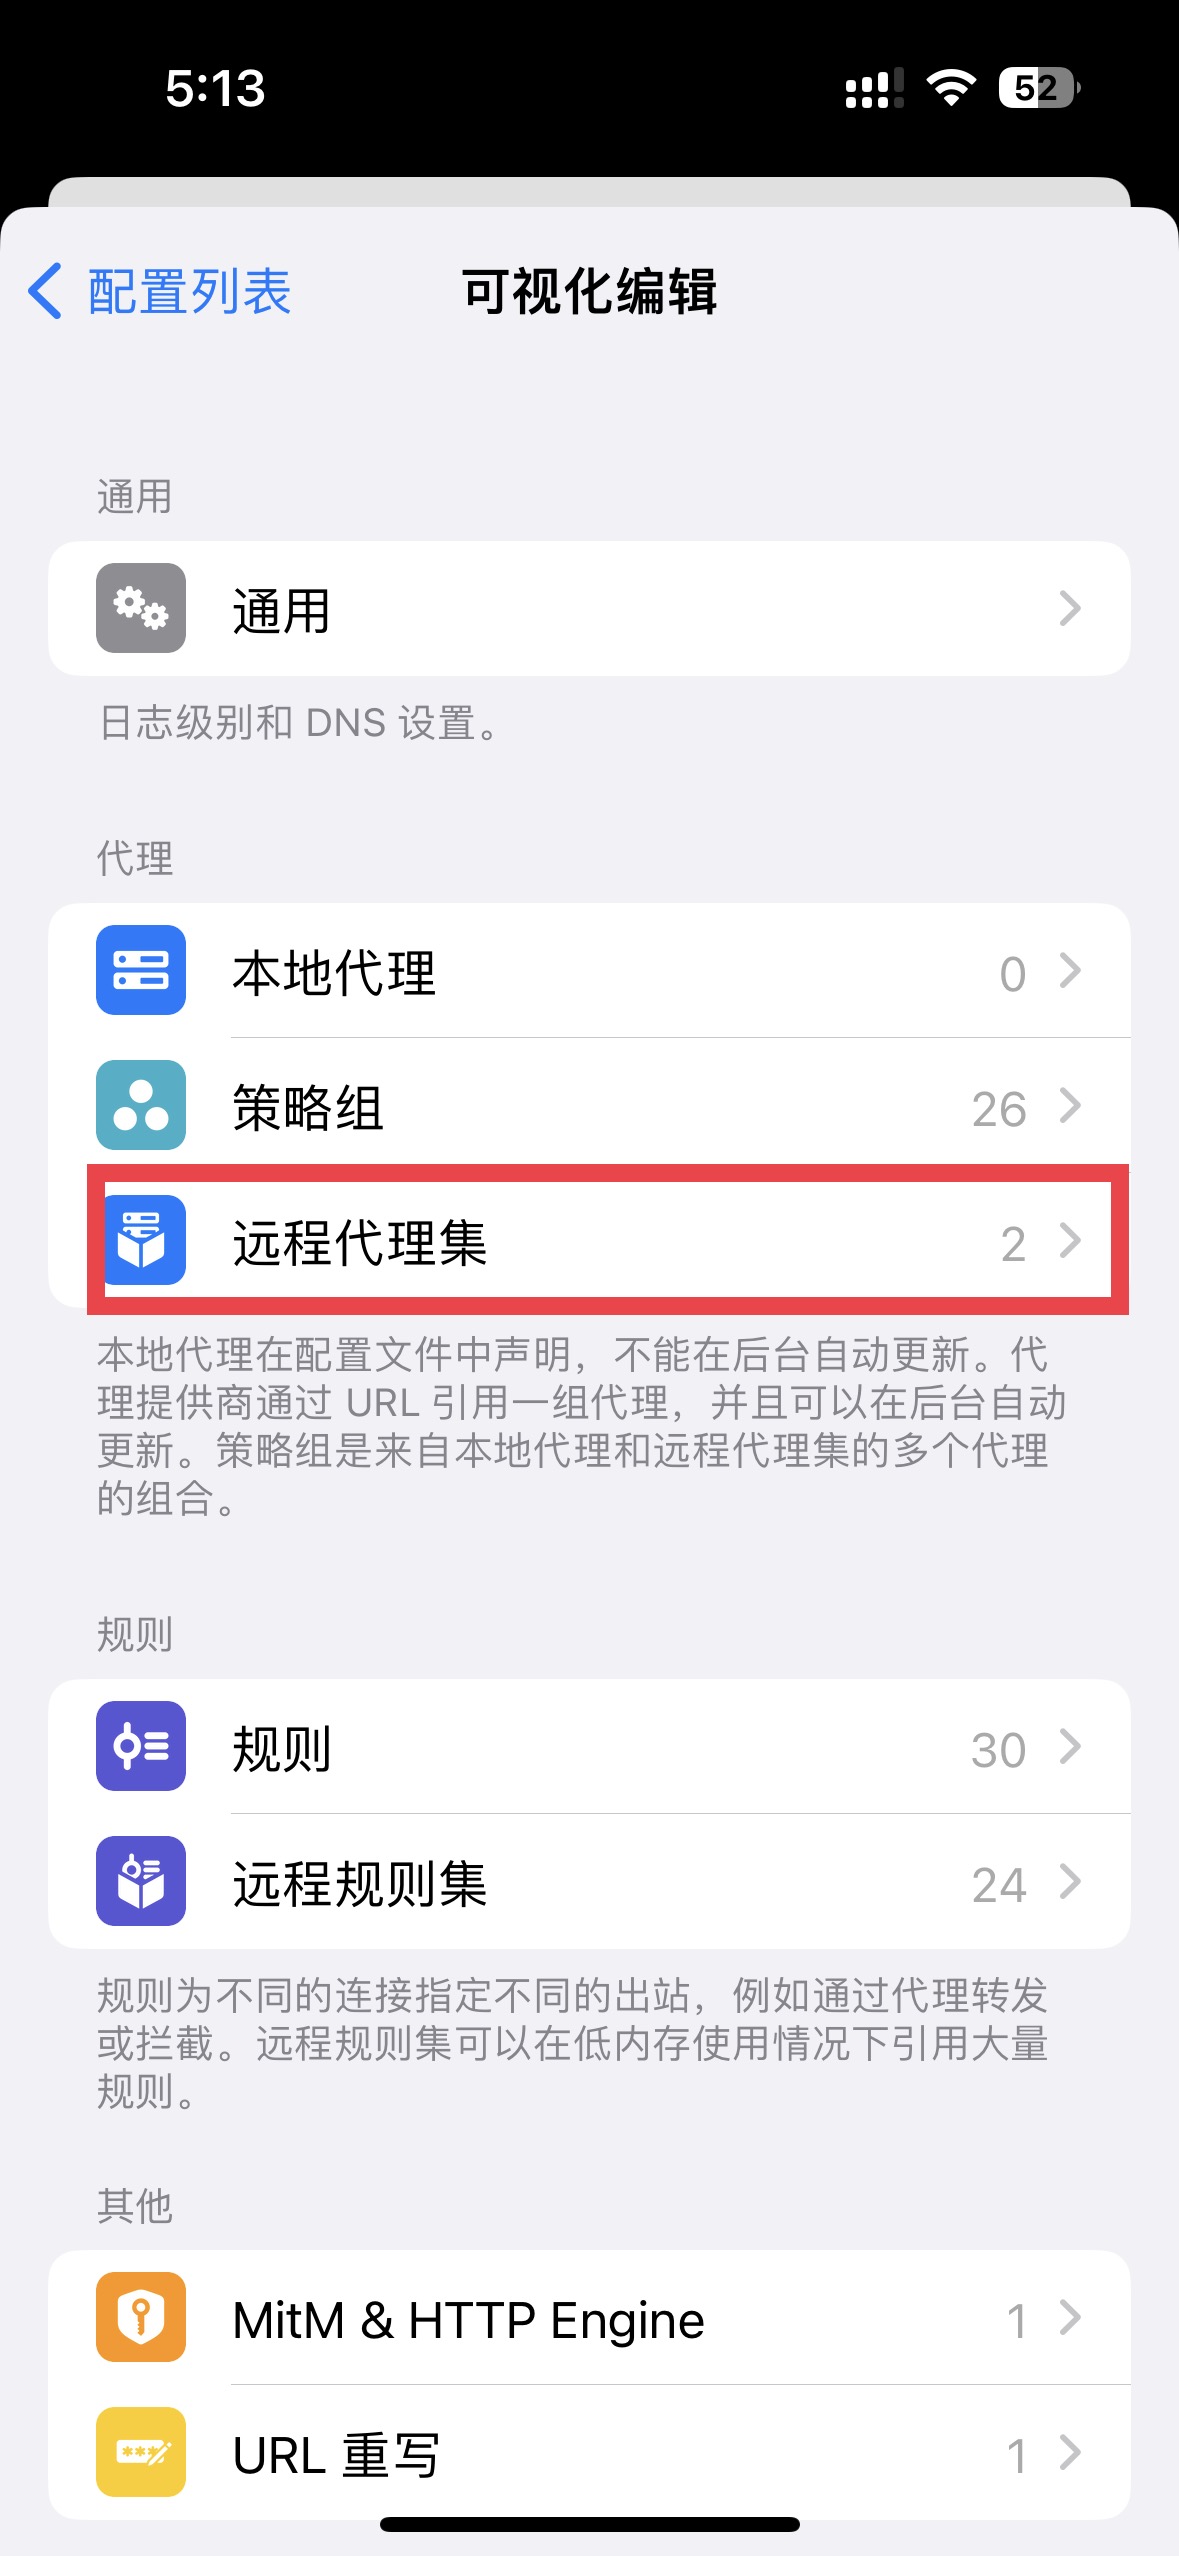 5:13
52
配置列表
可视化编辑
通用
通用
日志级别和 DNS 设置。
代理
本地代理 0
策略组 26
远程代理集 2
本地代理在配置文件中声明，不能在后台自动更新。代
理提供商通过 URL 引用一组代理，并且可以在后台自动
更新。策略组是来自本地代理和远程代理集的多个代理
的组合。
规则
规则 30
远程规则集 24
规则为不同的连接指定不同的出站，例如通过代理转发
或拦截。远程规则集可以在低内存使用情况下引用大量
规则。
其他
MitM & HTTP Engine 1
URL 重写 1